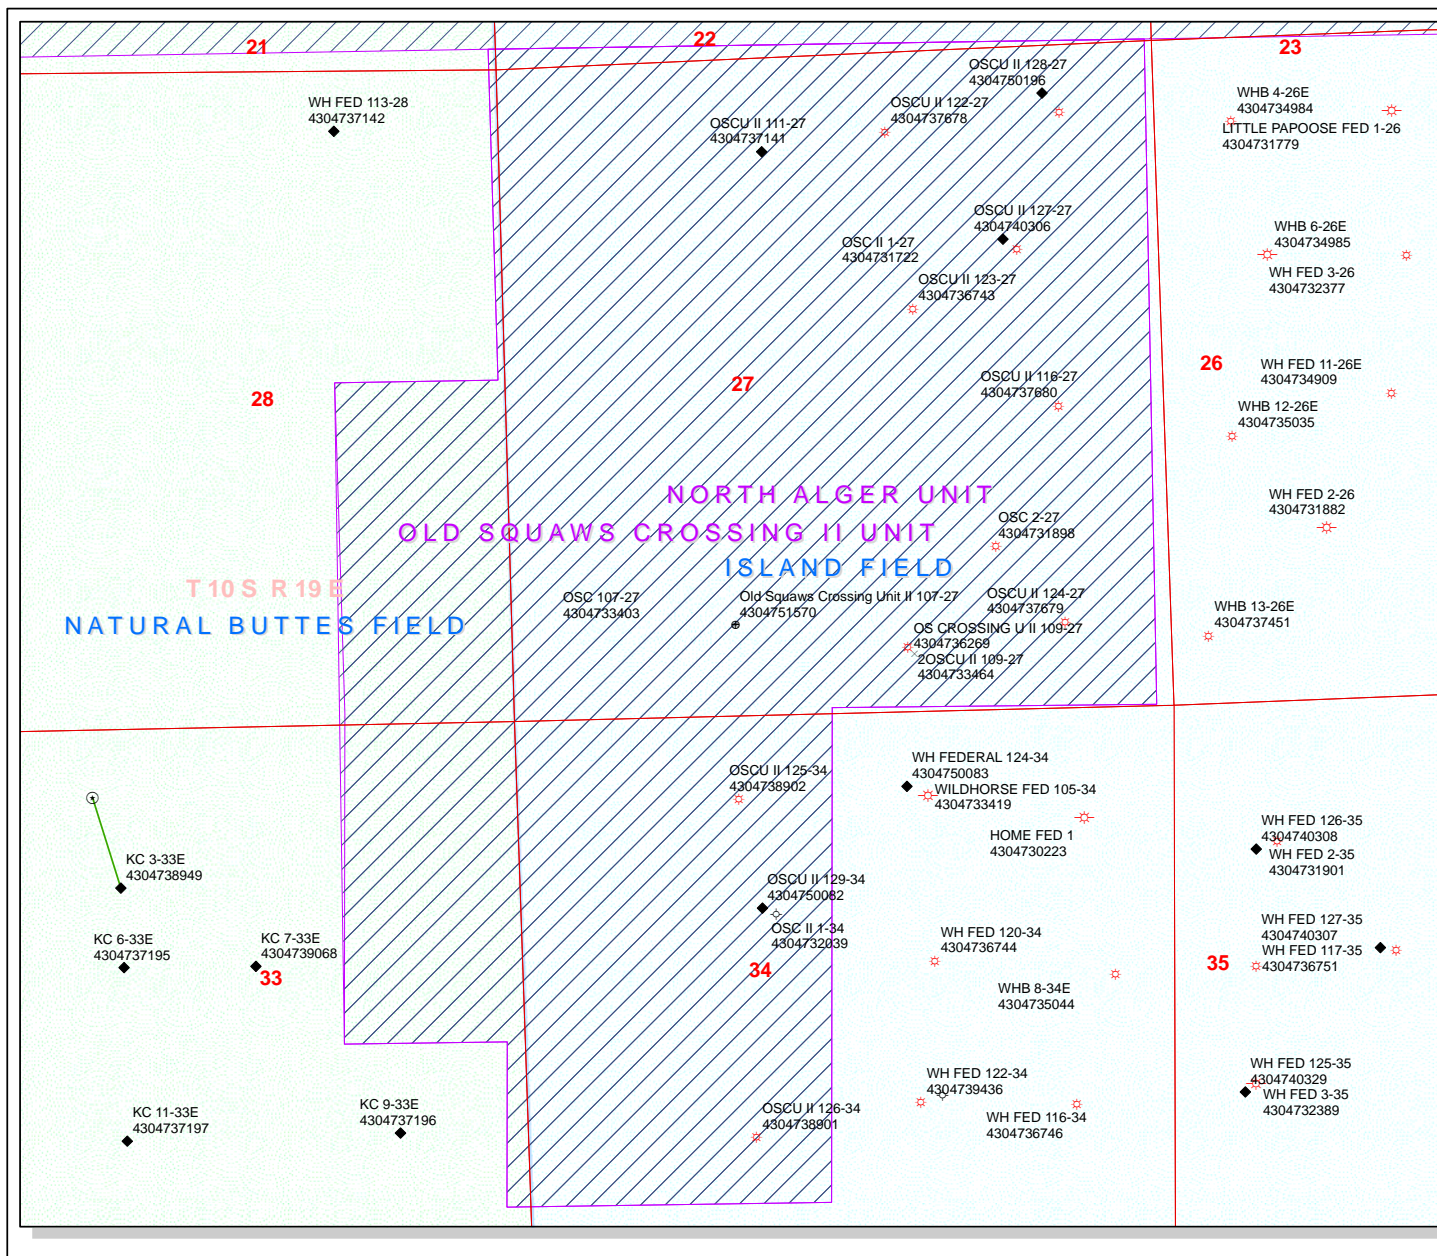 21
22
23
WH FED 113-28
4304737142
OSCU II 111-27
4304737141
OSCU II 122-27
4304737678
OSCU II 128-27
4304750196
WHB 4-26E
4304734984
LITTLE PAPOOSE FED 1-26
4304731779
OSCU II 127-27
4304740306
OSC II 1-27
4304731722
OSCU II 123-27
4304736743
WHB 6-26E
4304734985
WH FED 3-26
4304732377
28
27
26
OSCU II 116-27
4304737680
WH FED 11-26E
4304734909
WHB 12-26E
4304735035
WH FED 2-26
4304731882
NORTH ALGER UNIT
OLD SQUAWS CROSSING II UNIT
ISLAND FIELD
OSC 2-27
4304731898
T 10 S R 19 E
NATURAL BUTTES FIELD
OSC 107-27
4304733403
Old Squaws Crossing Unit II 107-27
4304751570
OSCU II 124-27
4304737679
OS CROSSING U II 109-27
4304736269
2OSCU II 109-27
4304733464
WHB 13-26E
4304737451
OSCU II 125-34
4304738902
WH FEDERAL 124-34
4304750083
WILDHORSE FED 105-34
4304733419
HOME FED 1
4304730223
WH FED 126-35
4304740308
WH FED 2-35
4304731901
KC 3-33E
4304738949
OSCU II 129-34
4304750082
OSC II 1-34
4304732039
KC 6-33E
4304737195
KC 7-33E
4304739068
33
34
35
WH FED 120-34
4304736744
WHB 8-34E
4304735044
WH FED 127-35
4304740307
WH FED 117-35
4304736751
KC 11-33E
4304737197
KC 9-33E
4304737196
OSCU II 126-34
4304738901
WH FED 122-34
4304739436
WH FED 116-34
4304736746
WH FED 125-35
4304740329
WH FED 3-35
4304732389